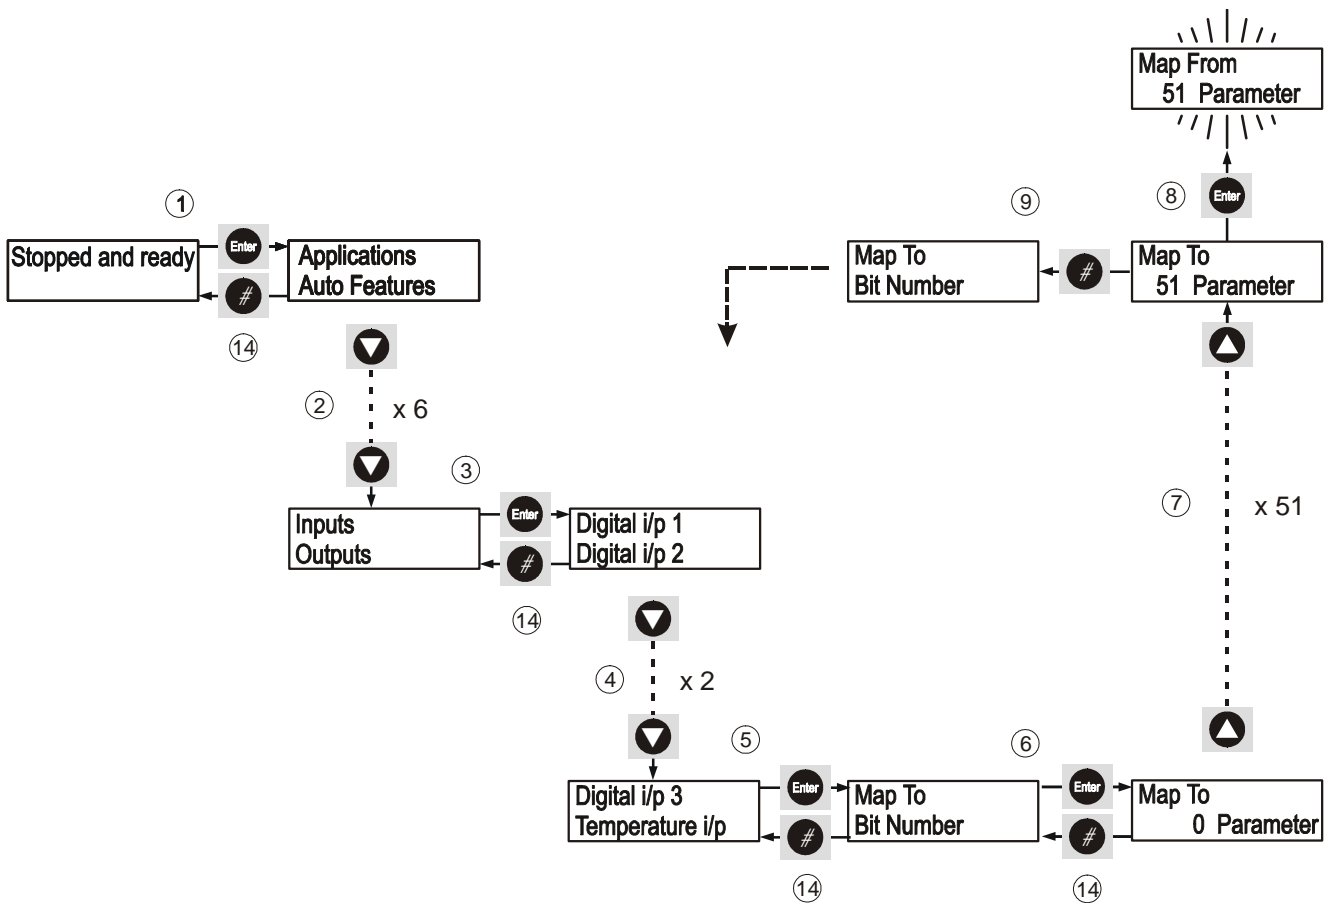 Map From
51 Parameter
1
Enter
Stopped and ready
Applications
Auto Features
#
14
8
Enter
9
Map To
Bit Number
#
Map To
51 Parameter
2
x 6
3
Inputs
Outputs
Enter
#
14
Digital i/p 1
Digital i/p 2
7
x 51
4
x 2
5
6
Digital i/p 3
Temperature i/p
Enter
#
14
Map To
Bit Number
Enter
#
14
Map To
0 Parameter